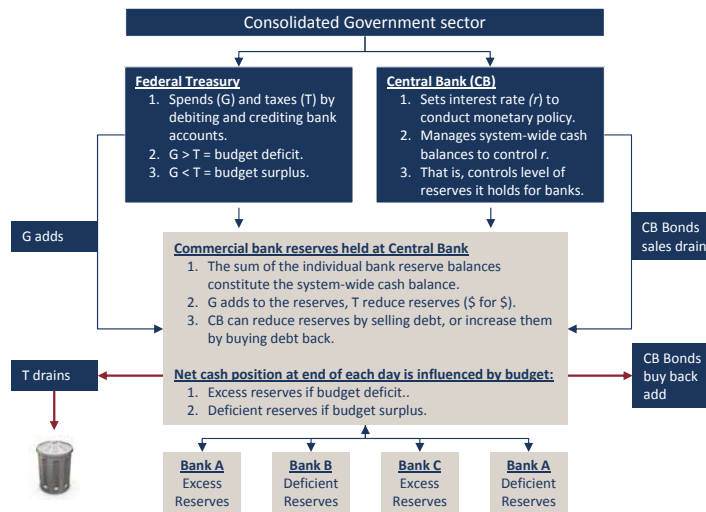 Consolidated Government sector
Federal Treasury
1. Spends (G) and taxes (T) by
debiting and crediting bank
accounts.
2. G > T = budget deficit.
3. G < T = budget surplus.
Central Bank (CB)
1. Sets interest rate (r) to
conduct monetary policy.
2. Manages system-wide cash
balances to control r.
3. That is, controls level of
reserves it holds for banks.
G adds
CB Bonds
sales drain
Commercial bank reserves held at Central Bank
1. The sum of the individual bank reserve balances
constitute the system-wide cash balance.
2. G adds to the reserves, T reduce reserves ($ for $).
3. CB can reduce reserves by selling debt, or increase them
by buying debt back.
Net cash position at end of each day is influenced by budget:
1. Excess reserves if budget deficit..
2. Deficient reserves if budget surplus.
T drains
CB Bonds
buy back
add
Bank A
Excess
Reserves
Bank B
Deficient
Reserves
Bank C
Excess
Reserves
Bank A
Deficient
Reserves